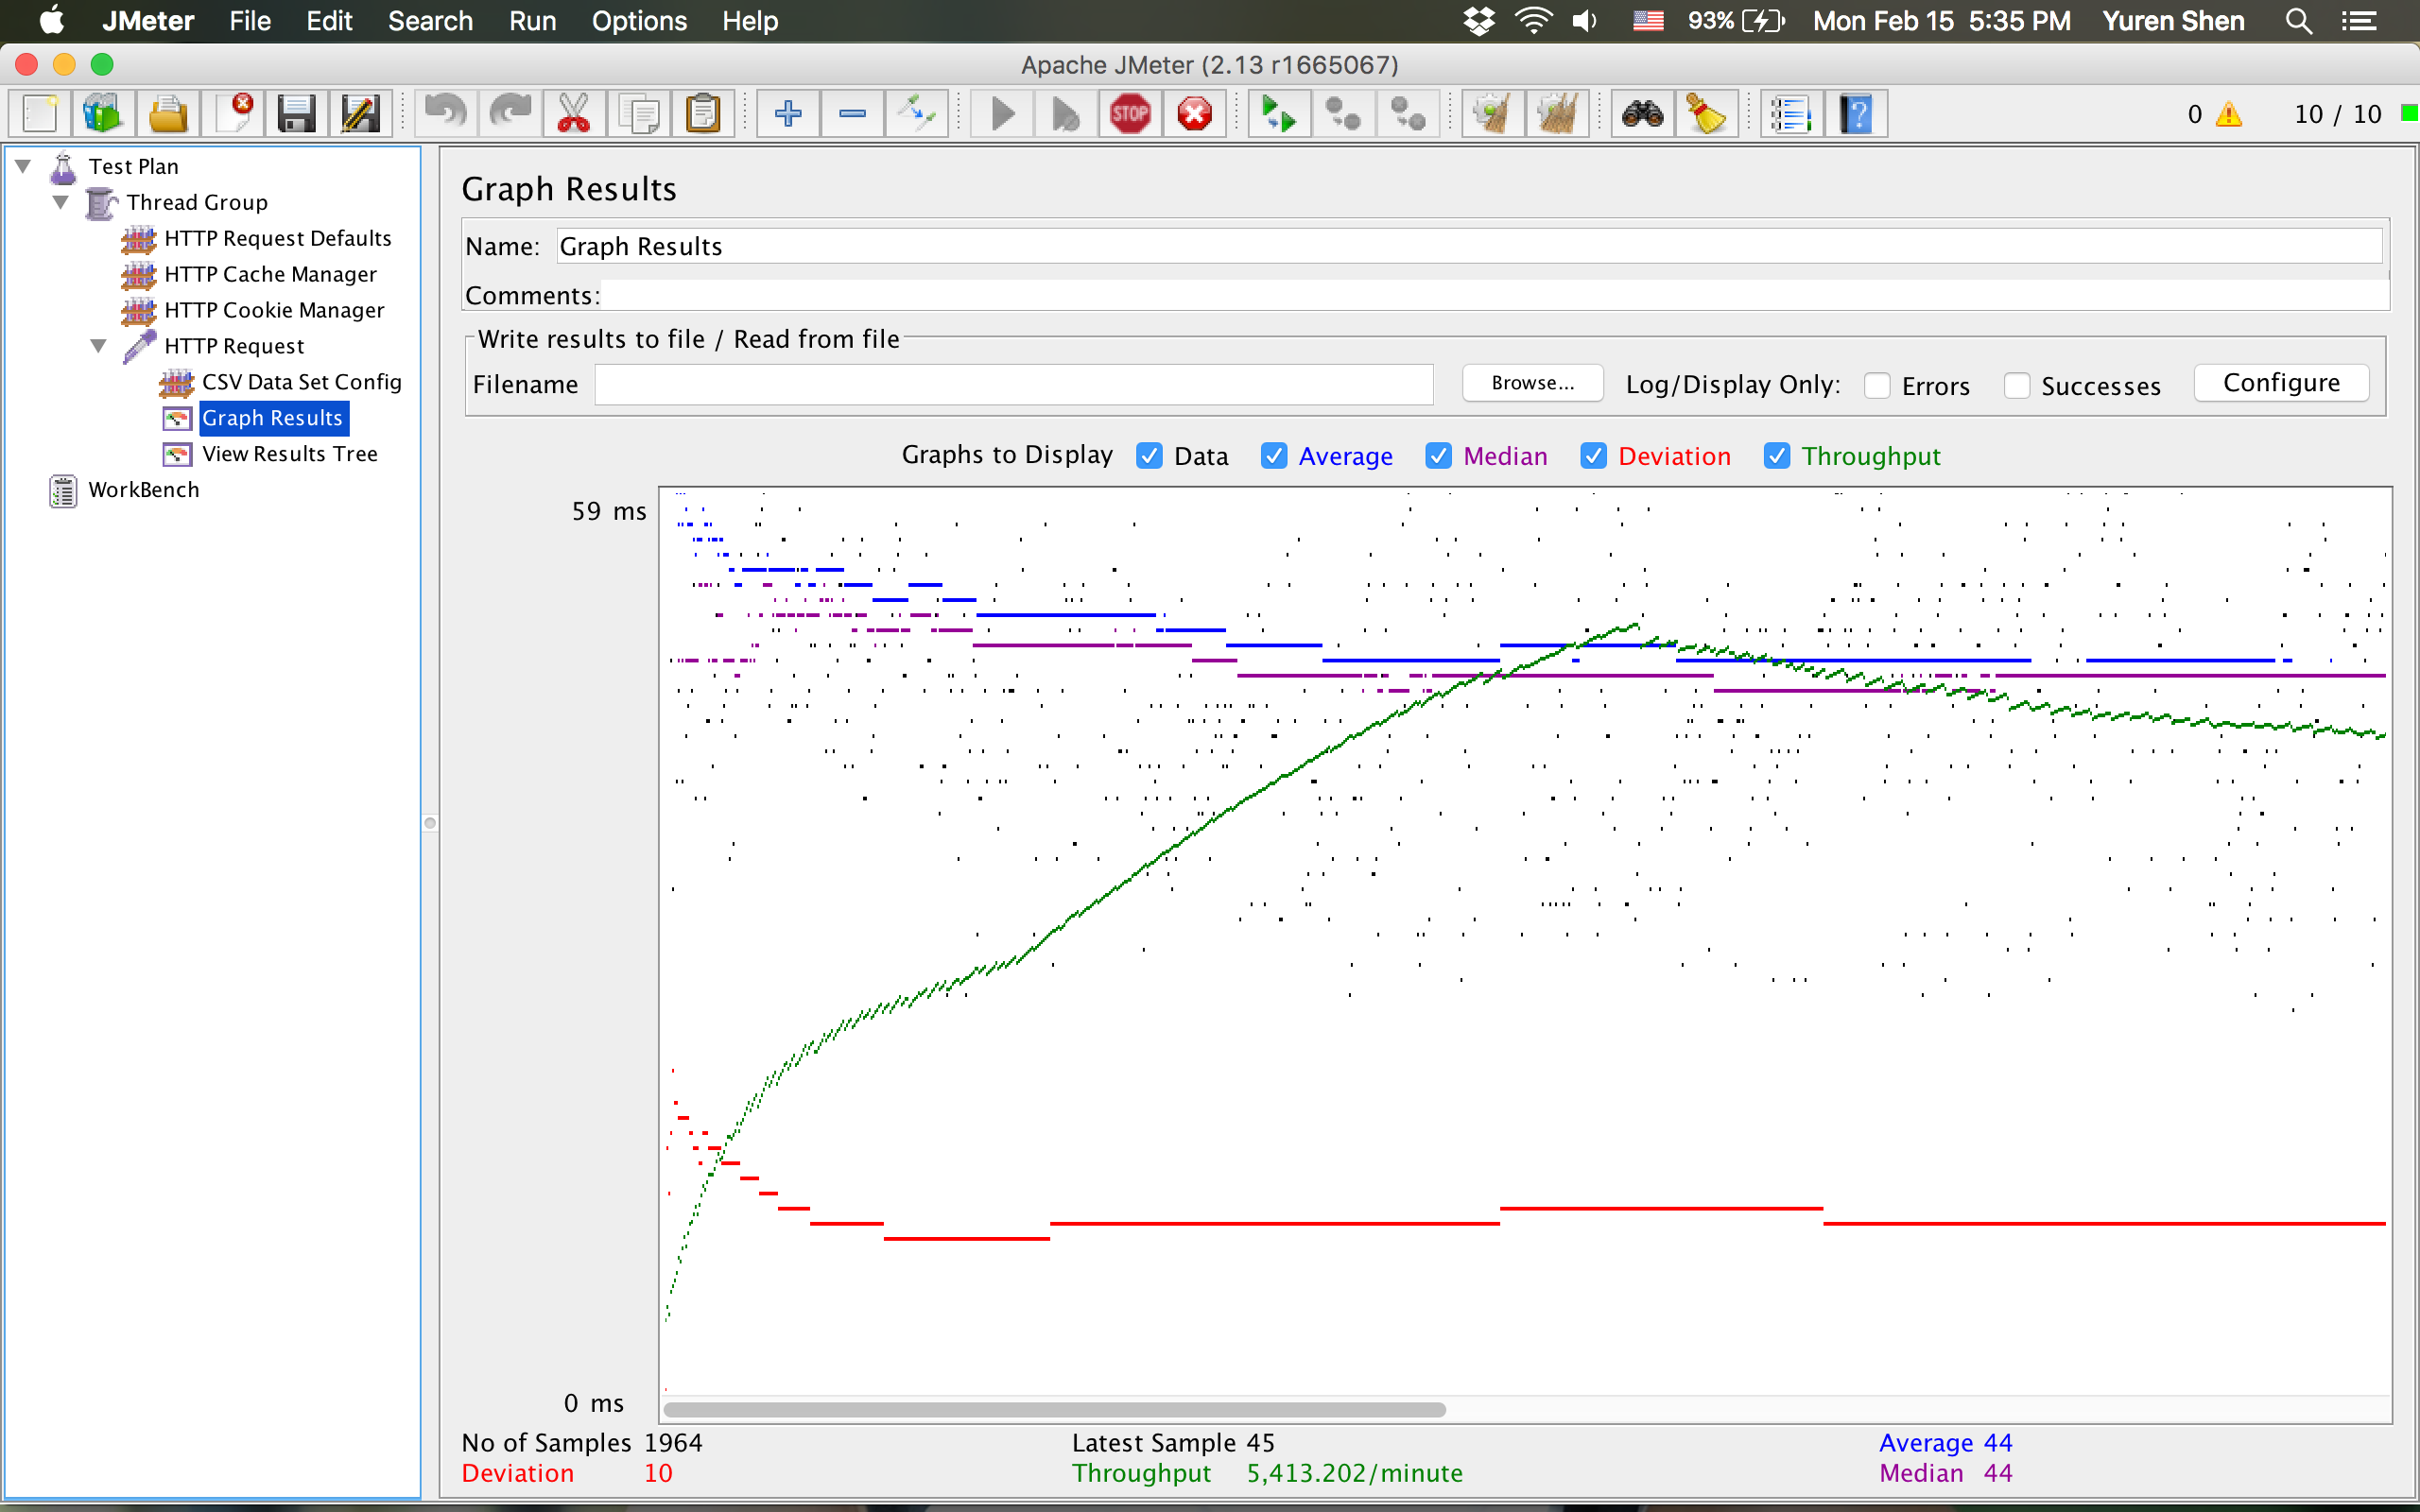 JMeter File Edit Search Run Options Help 93% Mon Feb 15 5:35 PM Yuren Shen
Apache JMeter (2.13 r1665067)
STOP ? 0 10 / 10
Test Plan
Thread Group
HTTP Request Defaults
HTTP Cache Manager
HTTP Cookie Manager
HTTP Request
CSV Data Set Config
Graph Results
View Results Tree
WorkBench
Graph Results
Name: Graph Results
Comments:
Write results to file / Read from file
Filename Browse... Log/Display Only: Errors Successes Configure
Graphs to Display Data Average Median Deviation Throughput
59 ms
0 ms
No of Samples 1964 Latest Sample 45 Average 44
Deviation 10 Throughput 5,413.202/minute Median 44